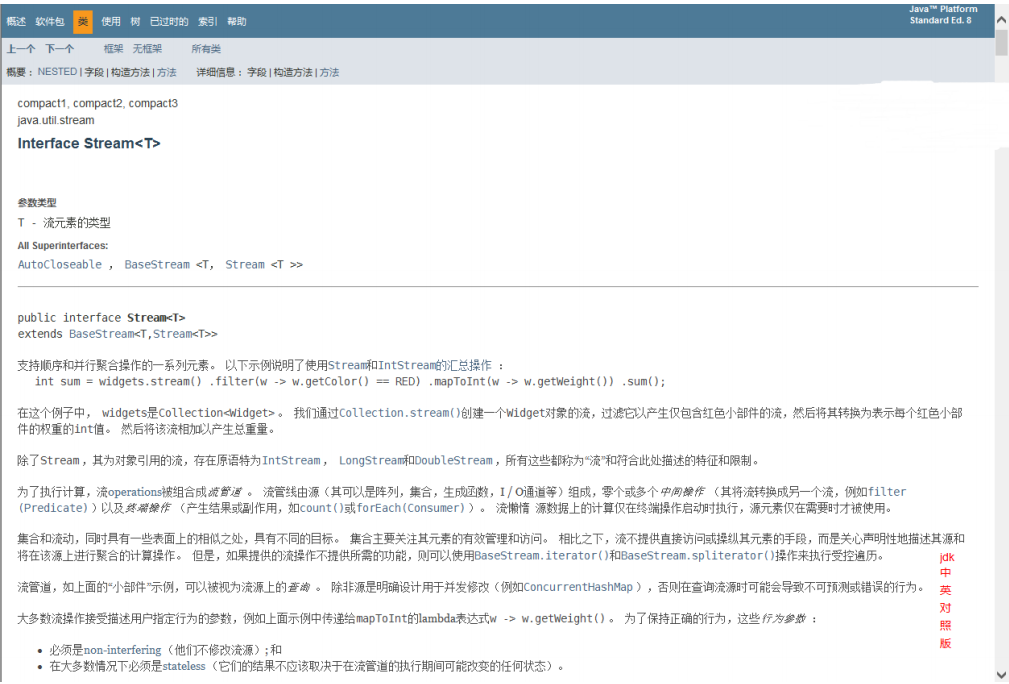 概述 软件包 类 使用 树 已过时的 索引 帮助
Java™ Platform
Standard Ed. 8
上一个 下一个 框架 无框架 所有类
概要： NESTED | 字段 | 构造方法 | 方法 详细信息： 字段 | 构造方法 | 方法
compact1, compact2, compact3
java.util.stream
Interface Stream<T>
参数类型
T - 流元素的类型
All Superinterfaces:
AutoCloseable ， BaseStream <T， Stream <T >>
public interface Stream<T>
extends BaseStream<T,Stream<T>>
支持顺序和并行聚合操作的一系列元素。 以下示例说明了使用Stream和IntStream的汇总操作 ：
int sum = widgets.stream() .filter(w -> w.getColor() == RED) .mapToInt(w -> w.getWeight()) .sum();
在这个例子中， widgets是Collection<Widget> 。 我们通过Collection.stream()创建一个Widget对象的流，过滤它以产生仅包含红色小部件的流，然后将其转换为表示每个红色小部
件的权重的int值。 然后将该流相加以产生总重量。
除了Stream ，其为对象引用的流，存在原语特为IntStream ， LongStream和DoubleStream ，所有这些都称为“流”和符合此处描述的特征和限制。
为了执行计算，流operations被组合成流管道 。 流管线由源（其可以是阵列，集合，生成函数，I / O通道等）组成，零个或多个中间操作 （其将流转换成另一个流，例如filter
(Predicate) ）以及终端操作 （产生结果或副作用，如count()或forEach(Consumer) ）。 流懒惰 源数据上的计算仅在终端操作启动时执行，源元素仅在需要时才被使用。
集合和流动，同时具有一些表面上的相似之处，具有不同的目标。 集合主要关注其元素的有效管理和访问。 相比之下，流不提供直接访问或操纵其元素的手段，而是关心声明性地描述其源和
将在该源上进行聚合的计算操作。 但是，如果提供的流操作不提供所需的功能，则可以使用BaseStream.iterator()和BaseStream.spliterator()操作来执行受控遍历。
流管道，如上面的“小部件”示例，可以被视为流源上的查询 。 除非源是明确设计用于并发修改（例如ConcurrentHashMap ），否则在查询流源时可能会导致不可预测或错误的行为。
大多数流操作接受描述用户指定行为的参数，例如上面示例中传递给mapToInt的lambda表达式w -> w.getWeight() 。 为了保持正确的行为，这些行为参数 ：
必须是non-interfering（他们不修改流源）; 和
在大多数情况下必须是stateless（它们的结果不应该取决于在流管道的执行期间可能改变的任何状态）。
jdk
中
英
对
照
版